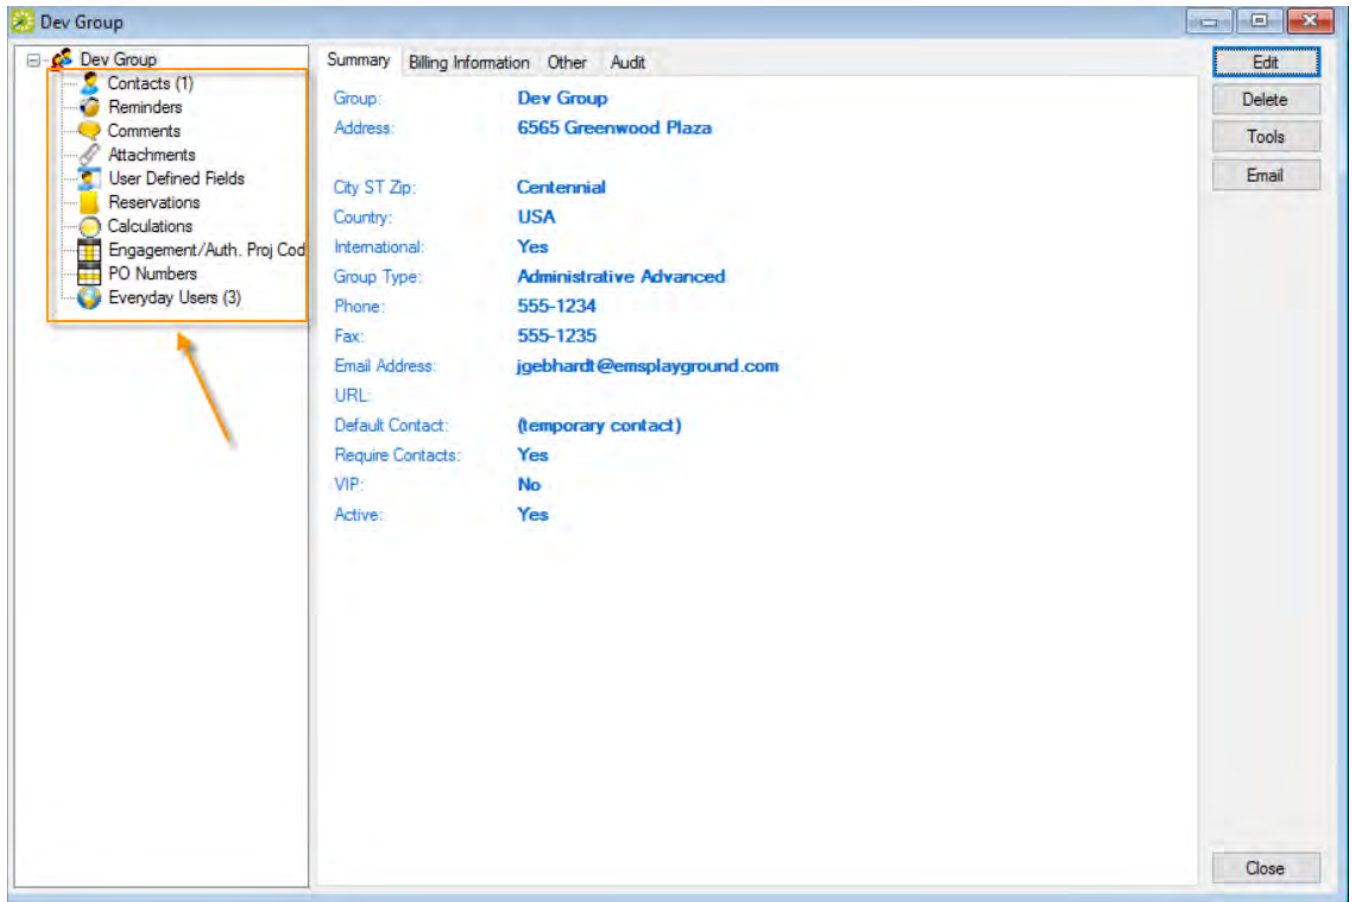 Dev Group
Dev Group
Contacts (1)
Reminders
Comments
Attachments
User Defined Fields
Reservations
Calculations
Engagement/Auth. Proj Cod
PO Numbers
Everyday Users (3)
Summary Billing Information Other Audit
Group: Dev Group
Address: 6565 Greenwood Plaza
City ST Zip: Centennial
Country: USA
International: Yes
Group Type: Administrative Advanced
Phone: 555-1234
Fax: 555-1235
Email Address: jgebhardt@emsplayground.com
URL:
Default Contact: (temporary contact)
Require Contacts: Yes
VIP: No
Active: Yes
Edit
Delete
Tools
Email
Close